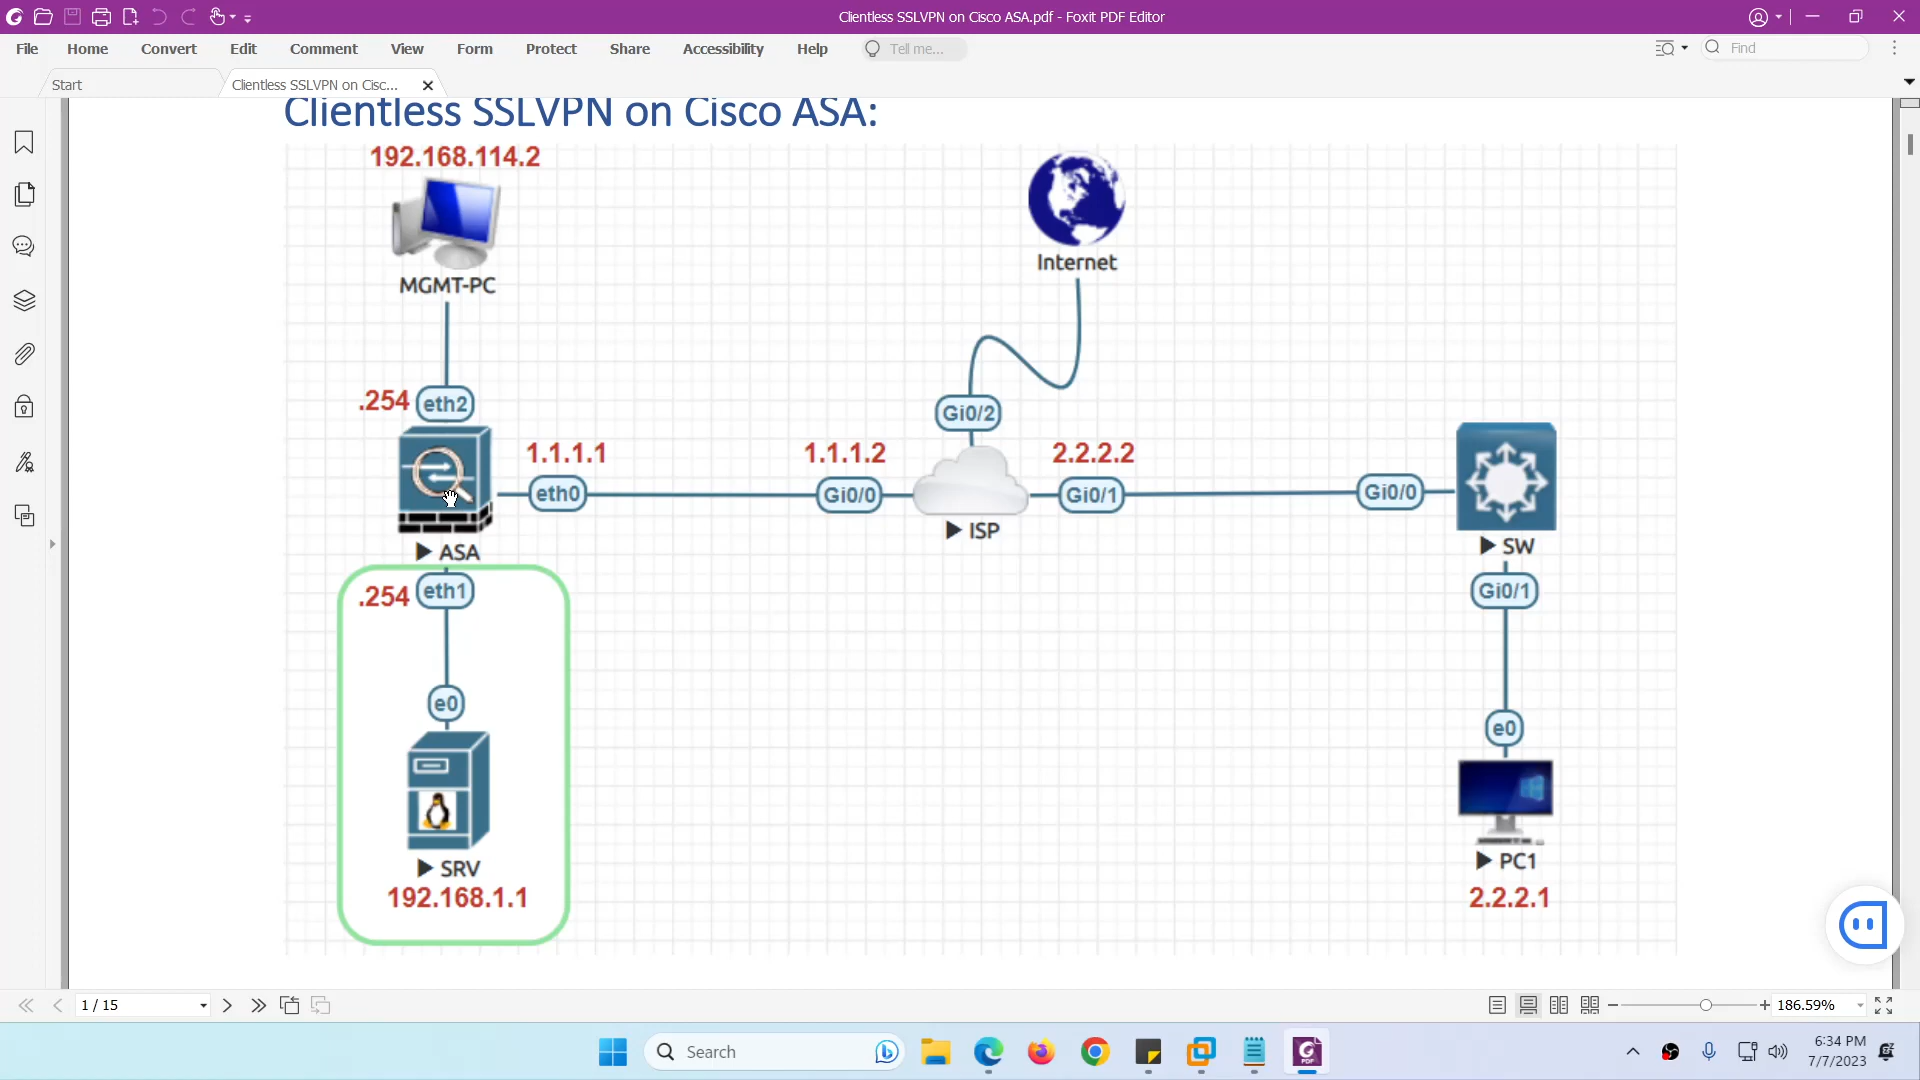 Clientless SSLVPN on Cisco ASA.pdf - Foxit PDF Editor
File Home Convert Edit Comment View Form Protect Share Accessibility Help Tell me... Find
Start Clientless SSLVPN on Cisc...
Clientless SSLVPN on Cisco ASA:
192.168.114.2
MGMT-PC
Internet
.254 eth2
Gi0/2
1.1.1.1 1.1.1.2 2.2.2.2
eth0 Gi0/0 Gi0/1 Gi0/0
ISP
ASA SW
.254 eth1 Gi0/1
e0
e0
SRV PC1
192.168.1.1 2.2.2.1
1 / 15 186.59%
Search
PDF
6:34 PM
7/7/2023